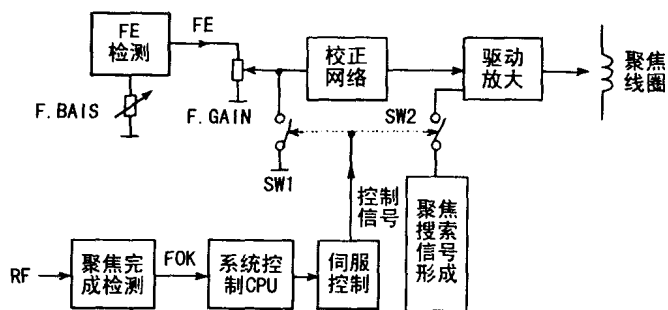 FE
检测
FE
F.BAIS
F.GAIN
校正
网络
驱动
放大
聚焦
线圈
SW1
SW2
控制
信号
聚焦
搜索
信号
形成
RF
聚焦完
成检测
FOK
系统控
制CPU
伺服
控制